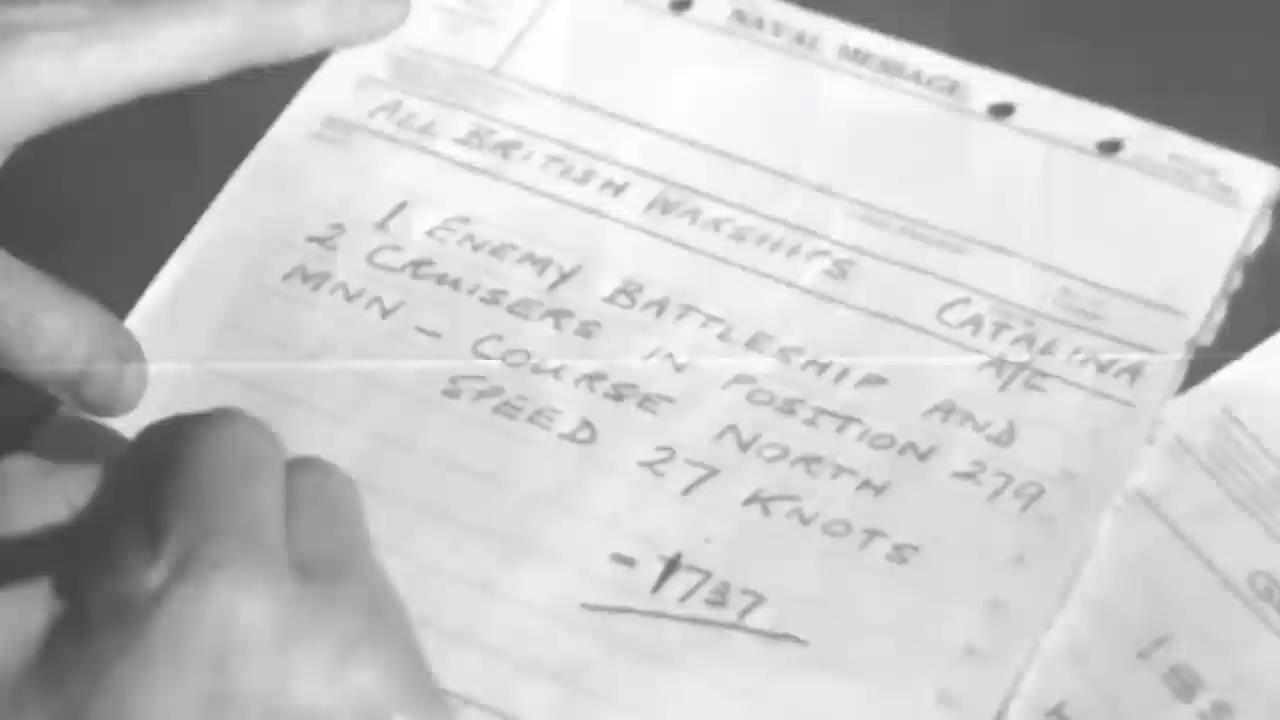 NAVAL MESSAGE
ALL BRITISH WARSHIPS CATALINA
A/C
1 ENEMY BATTLESHIP AND
2 CRUISERS IN POSITION 279
MNN - COURSE NORTH
SPEED 27 KNOTS
- 1737